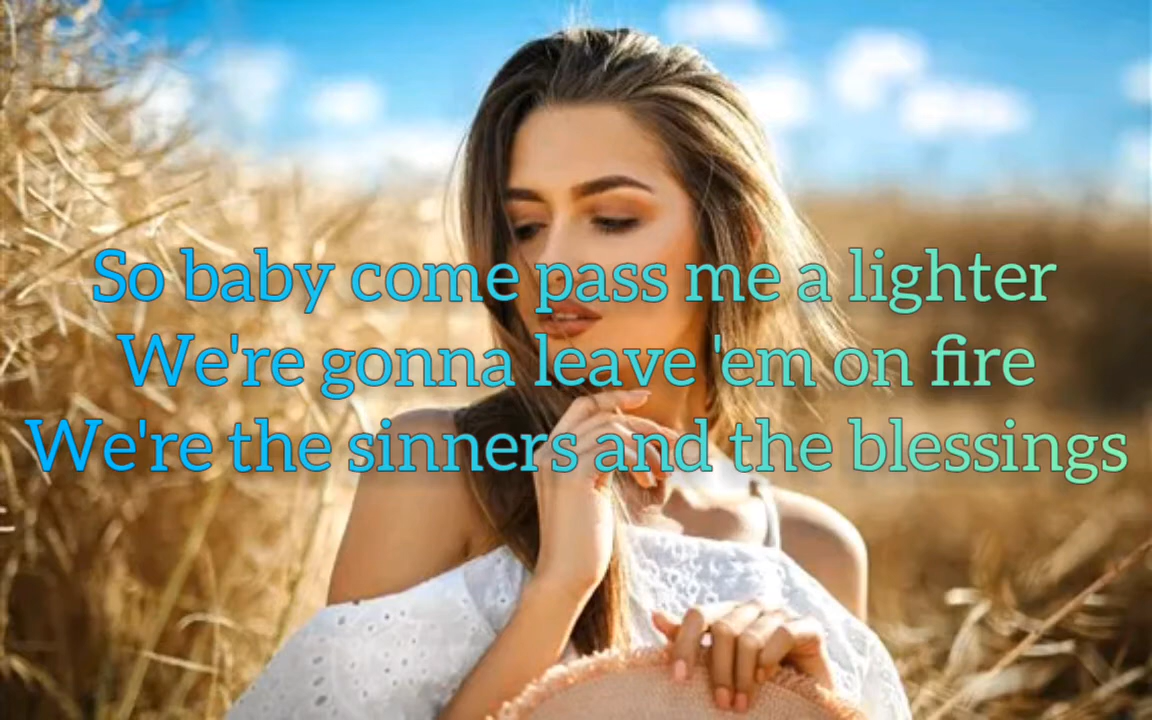 So baby come pass me a lighter
We're gonna leave 'em on fire
We're the sinners and the blessings